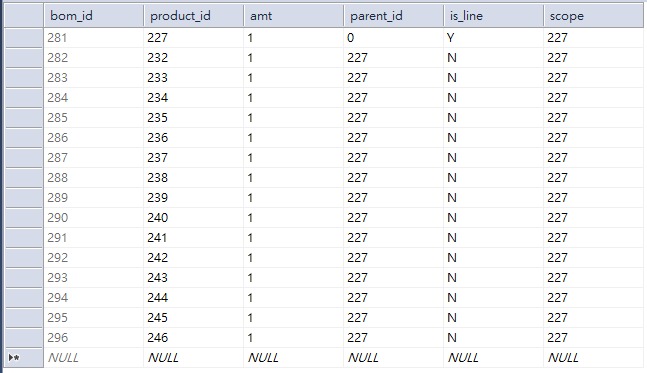 bom_id product_id amt parent_id is_line scope
281 227 1 0 Y 227
282 232 1 227 N 227
283 233 1 227 N 227
284 234 1 227 N 227
285 235 1 227 N 227
286 236 1 227 N 227
287 237 1 227 N 227
288 238 1 227 N 227
289 239 1 227 N 227
290 240 1 227 N 227
291 241 1 227 N 227
292 242 1 227 N 227
293 243 1 227 N 227
294 244 1 227 N 227
295 245 1 227 N 227
296 246 1 227 N 227
NULL NULL NULL NULL NULL NULL